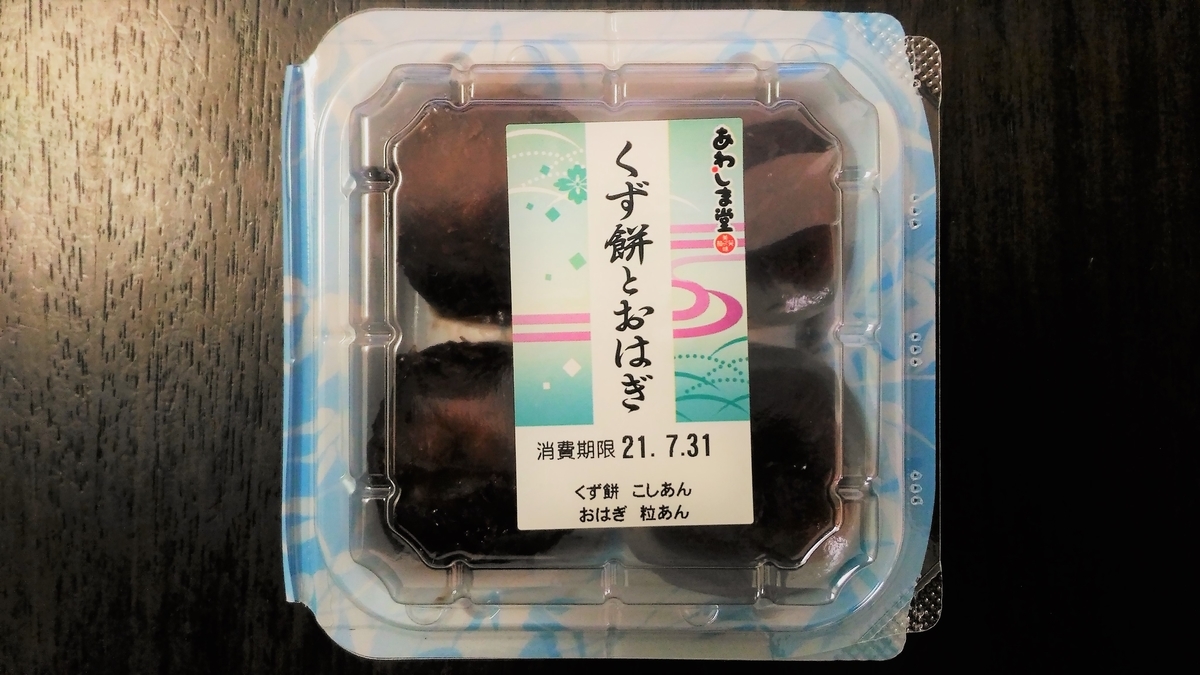 あわしま堂
くず餅とおはぎ
消費期限 21. 7.31
くず餅 こしあん
おはぎ 粒あん